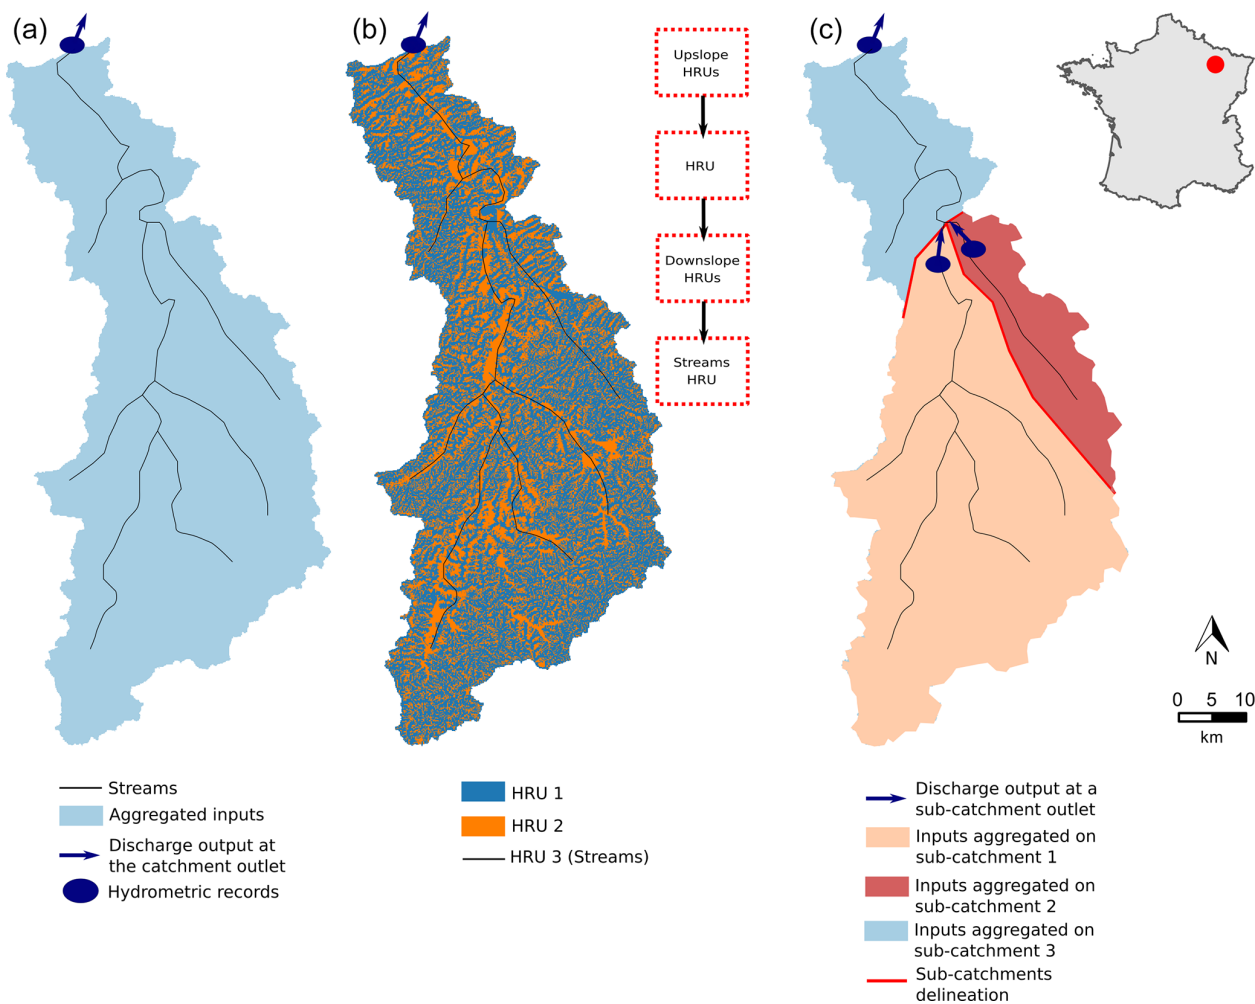 (a)
(b)
(c)
Upslope
HRUs
HRU
Downslope
HRUs
Streams
HRU
N
0 5 10
km
Streams
Aggregated inputs
Discharge output at
the catchment outlet
Hydrometric records
HRU 1
HRU 2
HRU 3 (Streams)
Discharge output at a
sub-catchment outlet
Inputs aggregated on
sub-catchment 1
Inputs aggregated on
sub-catchment 2
Inputs aggregated on
sub-catchment 3
Sub-catchments
delineation